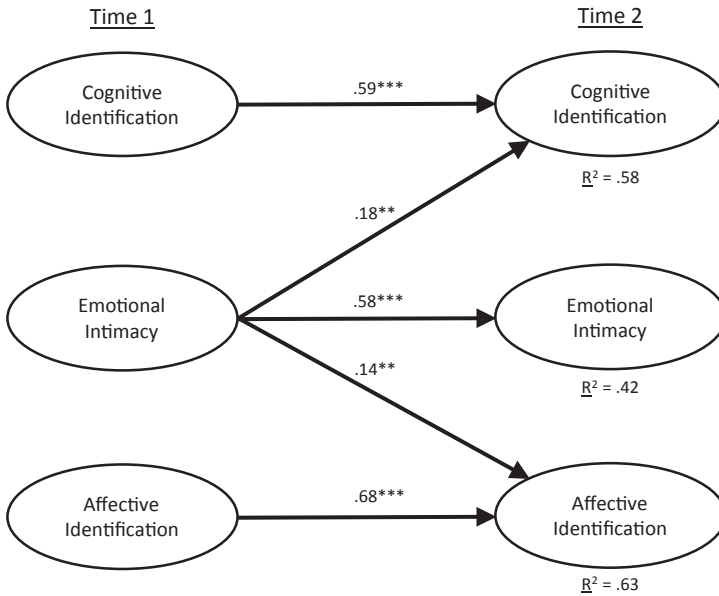 Time 1
Time 2
Cognitive
Identification
.59***
Cognitive
Identification
R² = .58
.18**
Emotional
Intimacy
.58***
Emotional
Intimacy
R² = .42
.14**
Affective
Identification
.68***
Affective
Identification
R² = .63